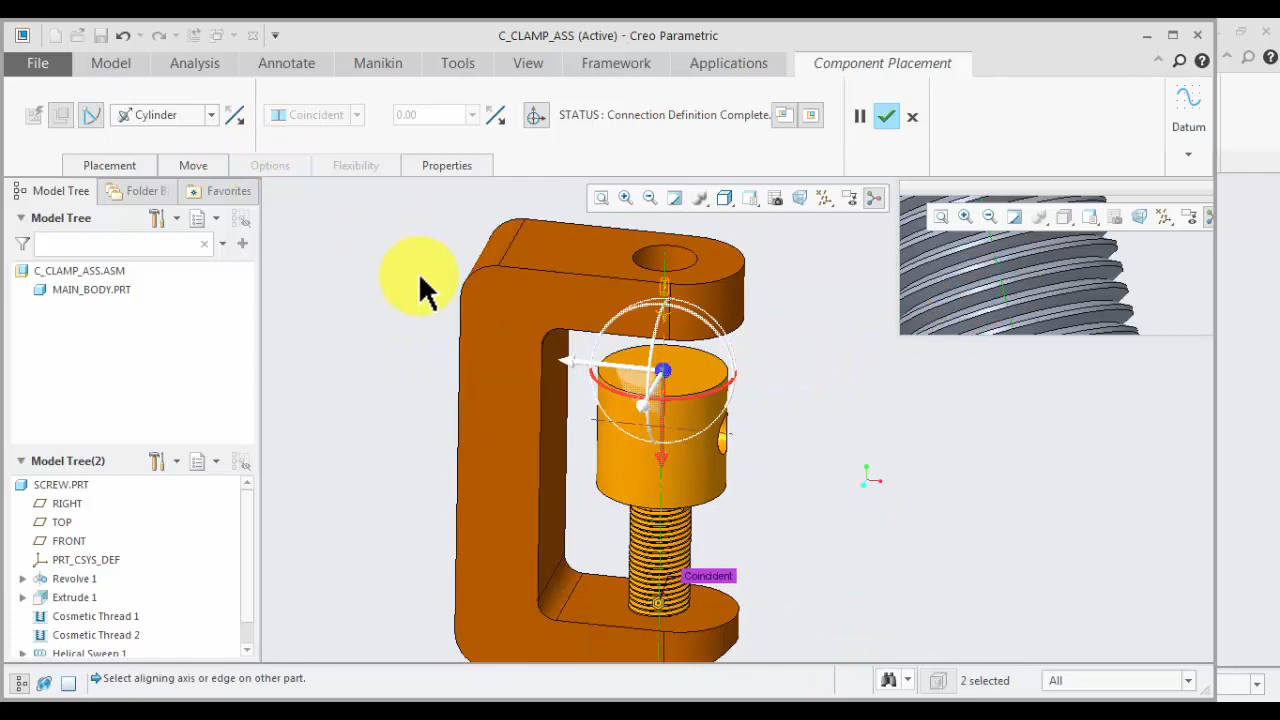 C_CLAMP_ASS (Active) - Creo Parametric
File Model Analysis Annotate Manikin Tools View Framework Applications Component Placement
Cylinder Coincident 0.00 STATUS : Connection Definition Complete. Datum
Placement Move Options Flexibility Properties
Model Tree Folder B Favorites
Model Tree
C_CLAMP_ASS.ASM
MAIN_BODY.PRT
Model Tree(2)
SCREW.PRT
RIGHT
TOP
FRONT
PRT_CSYS_DEF
Revolve 1
Extrude 1
Cosmetic Thread 1
Cosmetic Thread 2
Helical Sweep 1
Coincident
Select aligning axis or edge on other part.
2 selected
All